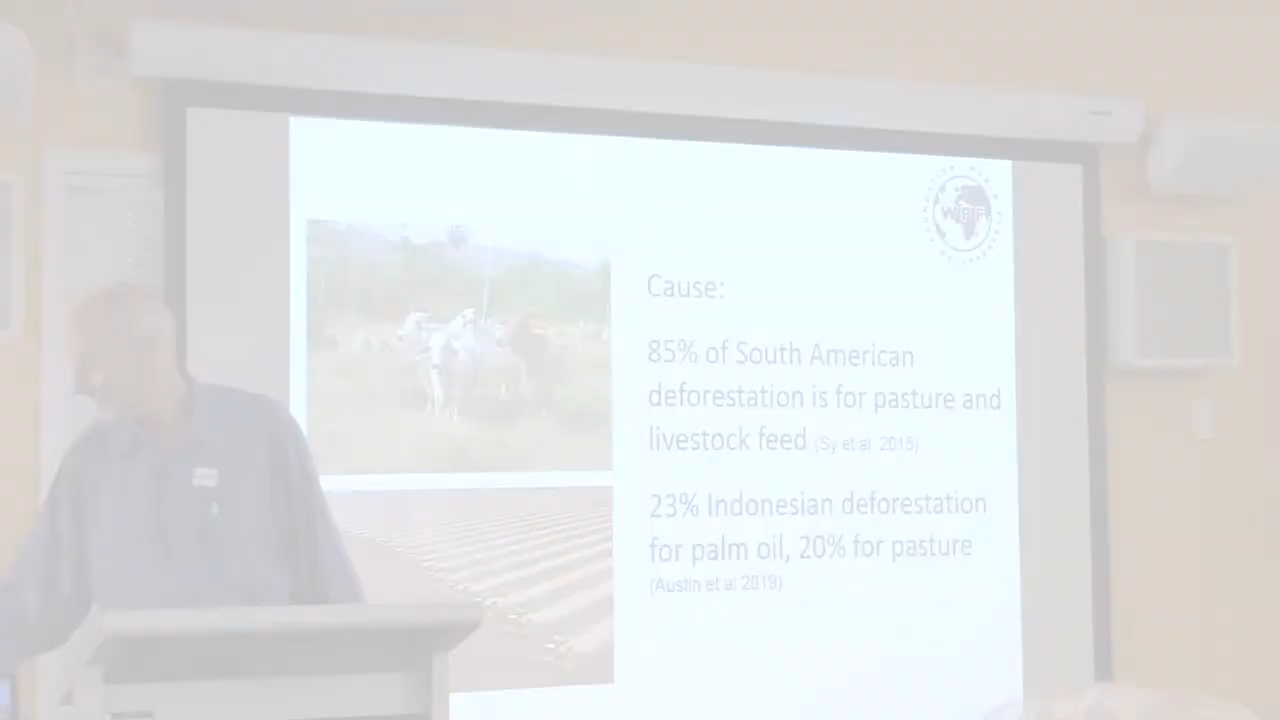 Cause:
85% of South American
deforestation is for pasture and
livestock feed (Sy et al. 2015)
23% Indonesian deforestation
for palm oil, 20% for pasture
(Austin et al 2019)